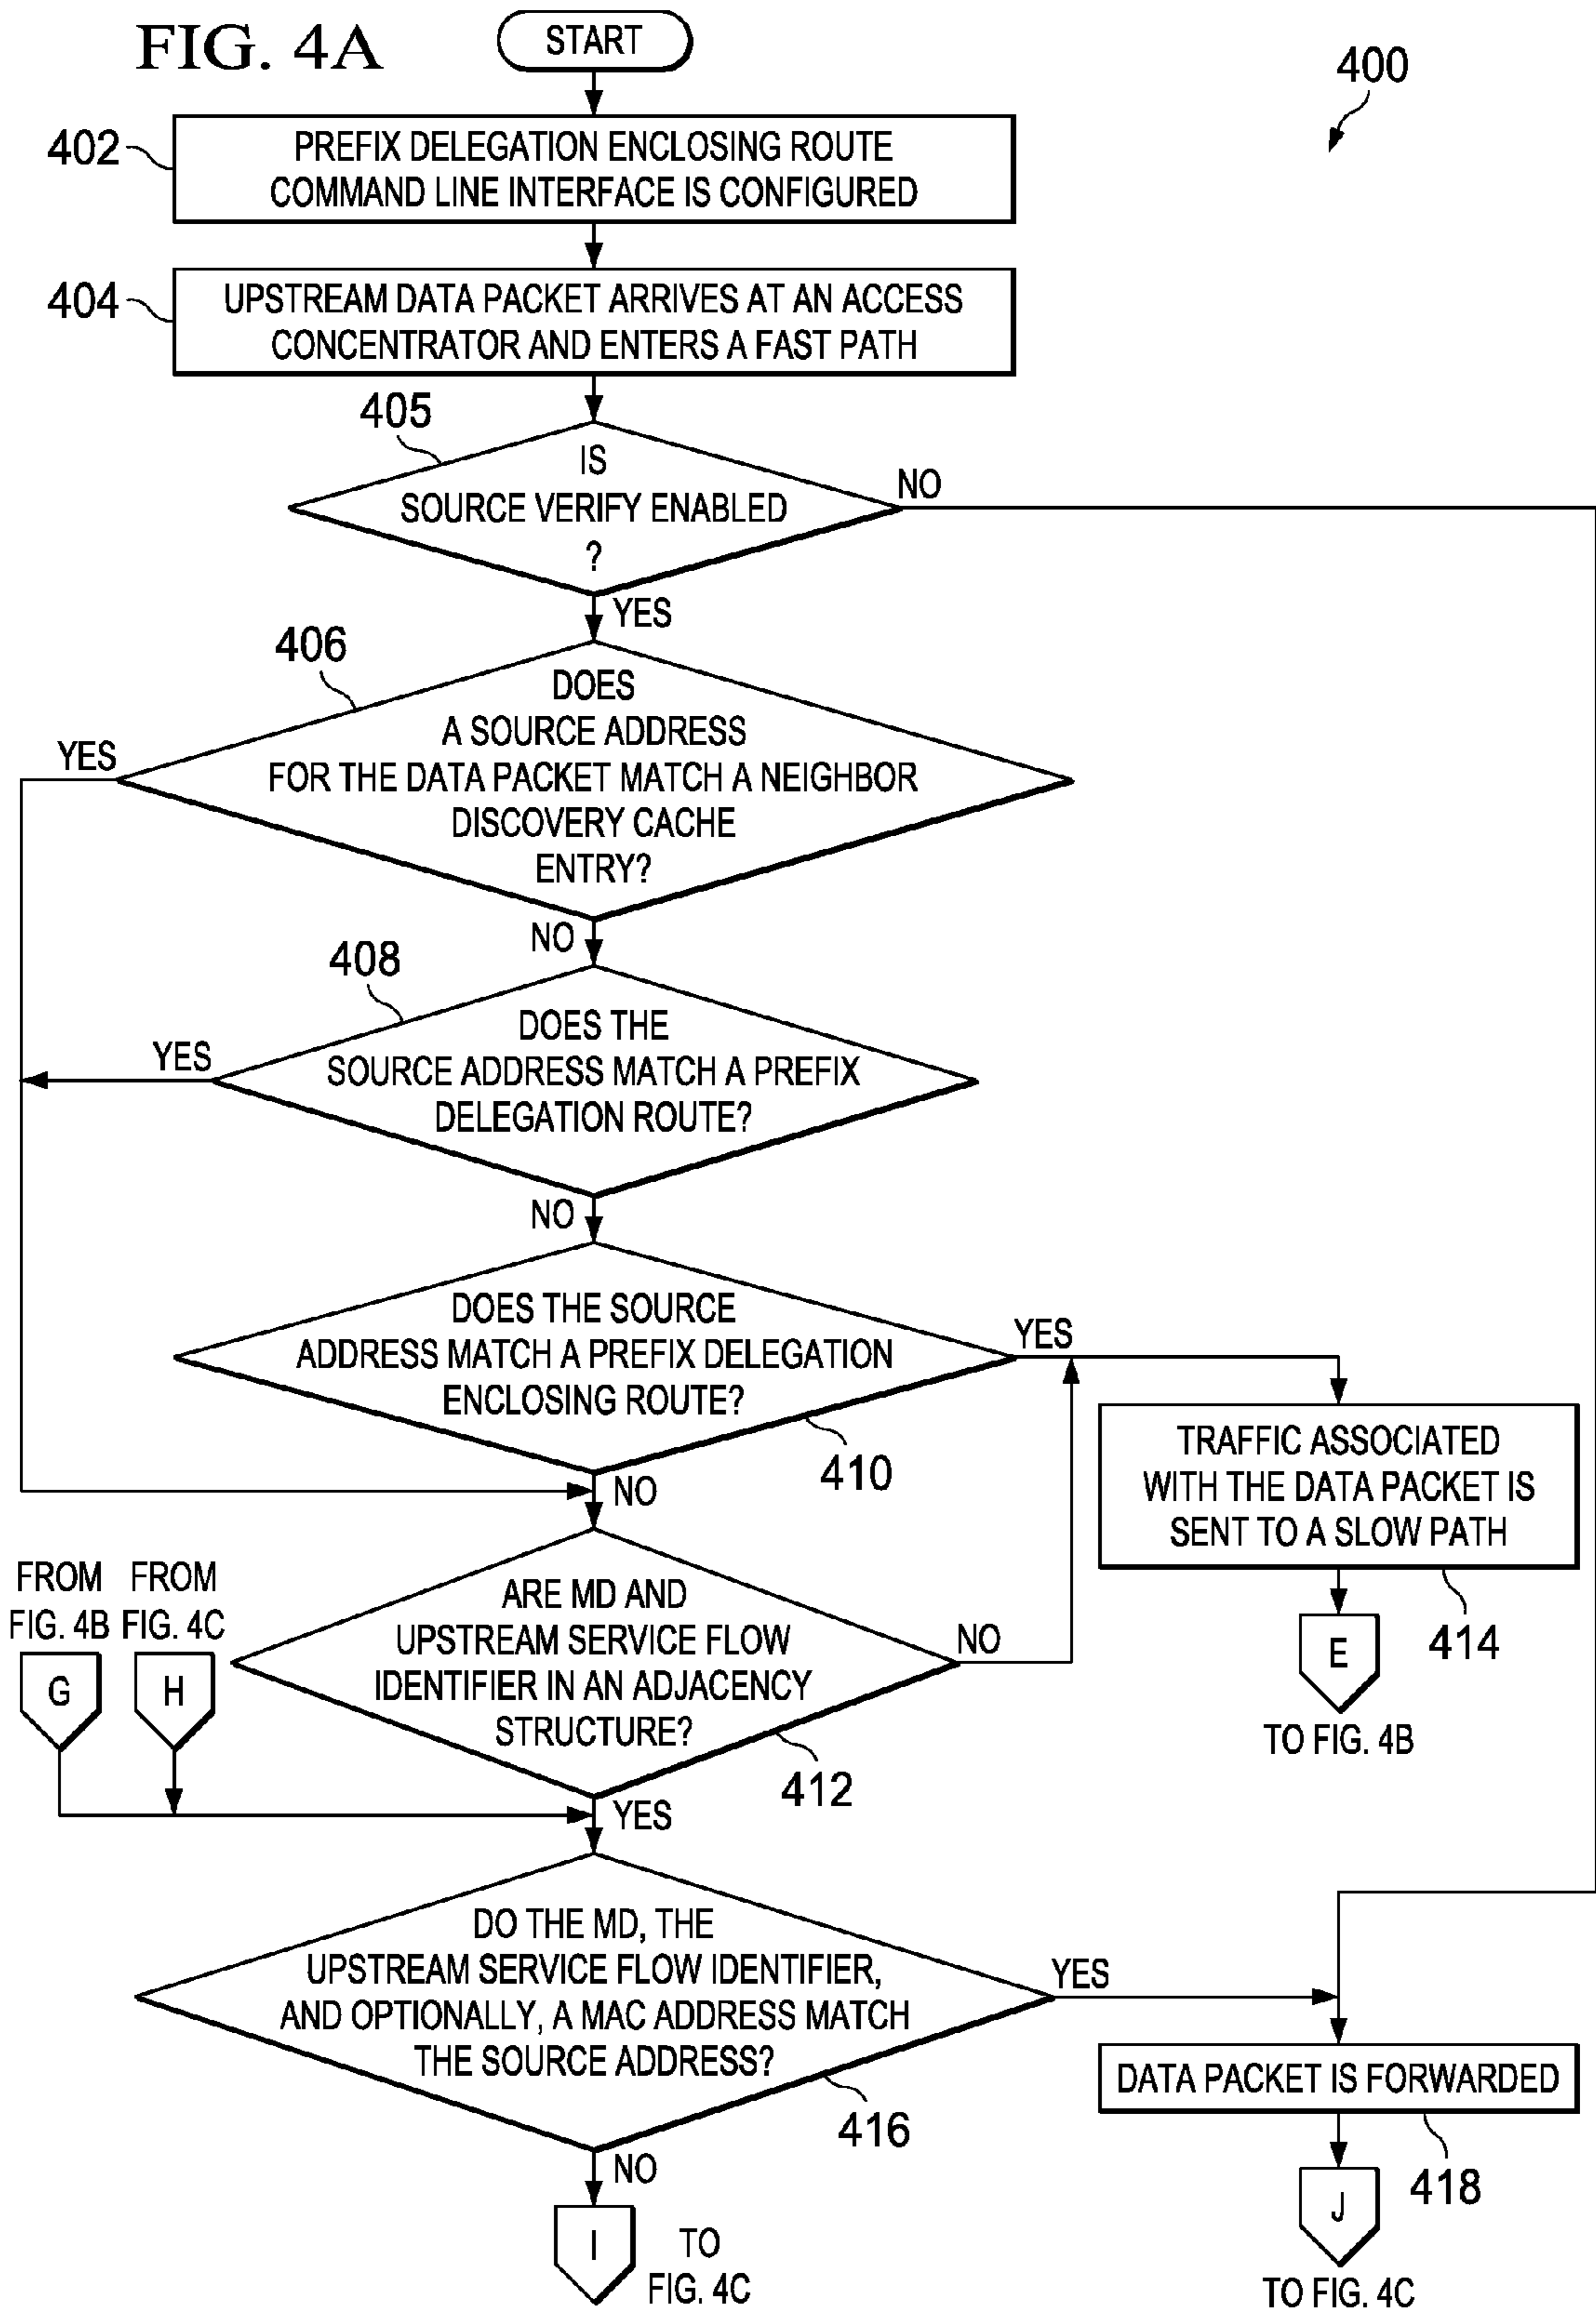 FIG. 4A
START
400
402
PREFIX DELEGATION ENCLOSING ROUTE
COMMAND LINE INTERFACE IS CONFIGURED
404
UPSTREAM DATA PACKET ARRIVES AT AN ACCESS
CONCENTRATOR AND ENTERS A FAST PATH
405
IS
SOURCE VERIFY ENABLED
?
NO
YES
406
DOES
A SOURCE ADDRESS
FOR THE DATA PACKET MATCH A NEIGHBOR
DISCOVERY CACHE
ENTRY?
YES
NO
408
DOES THE
SOURCE ADDRESS MATCH A PREFIX
DELEGATION ROUTE?
YES
NO
DOES THE SOURCE
ADDRESS MATCH A PREFIX DELEGATION
ENCLOSING ROUTE?
YES
410
NO
TRAFFIC ASSOCIATED
WITH THE DATA PACKET IS
SENT TO A SLOW PATH
414
E
TO FIG. 4B
FROM
FIG. 4B
FROM
FIG. 4C
G
H
ARE MD AND
UPSTREAM SERVICE FLOW
IDENTIFIER IN AN ADJACENCY
STRUCTURE?
NO
412
YES
DO THE MD, THE
UPSTREAM SERVICE FLOW IDENTIFIER,
AND OPTIONALLY, A MAC ADDRESS MATCH
THE SOURCE ADDRESS?
YES
416
NO
DATA PACKET IS FORWARDED
418
I
TO
FIG. 4C
J
TO FIG. 4C